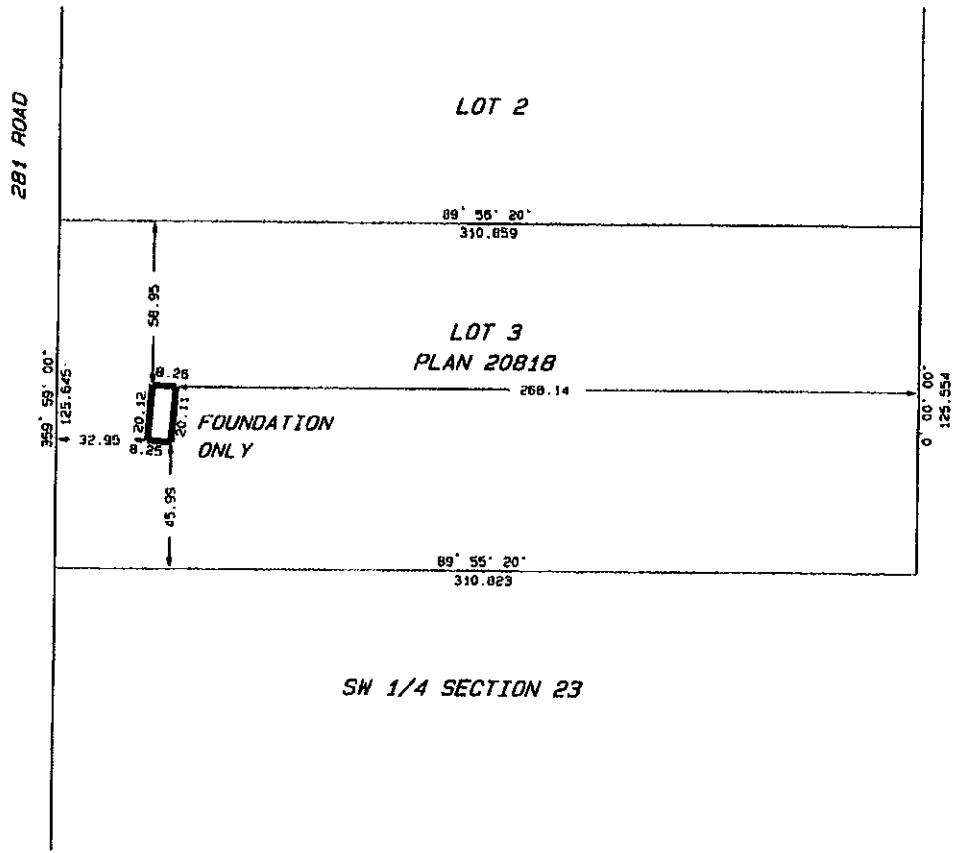 281 ROAD
LOT 2
89° 56' 20"
310.859
58.95
LOT 3
PLAN 20818
8.26
268.14
359° 59' 00"
125.645
20.12
20.11
FOUNDATION
ONLY
32.99
8.25
0° 00' 00"
125.554
45.99
89° 55' 20"
310.823
SW 1/4 SECTION 23